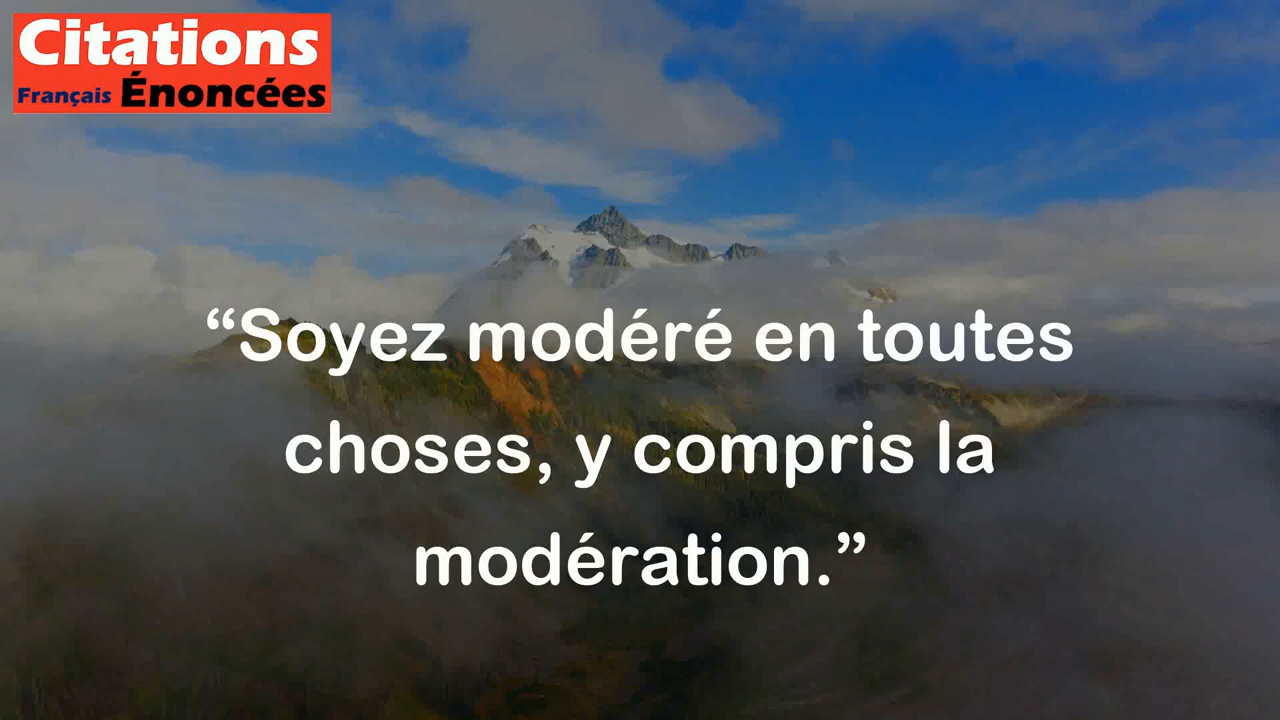 Citations
Français Énoncées
“Soyez modéré en toutes
choses, y compris la
modération.”